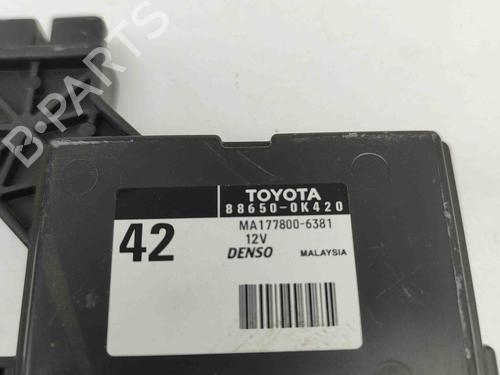 B·PARTS
TOYOTA
88650-0K420
42
MA177800-6381
12V
DENSO
MALAYSIA